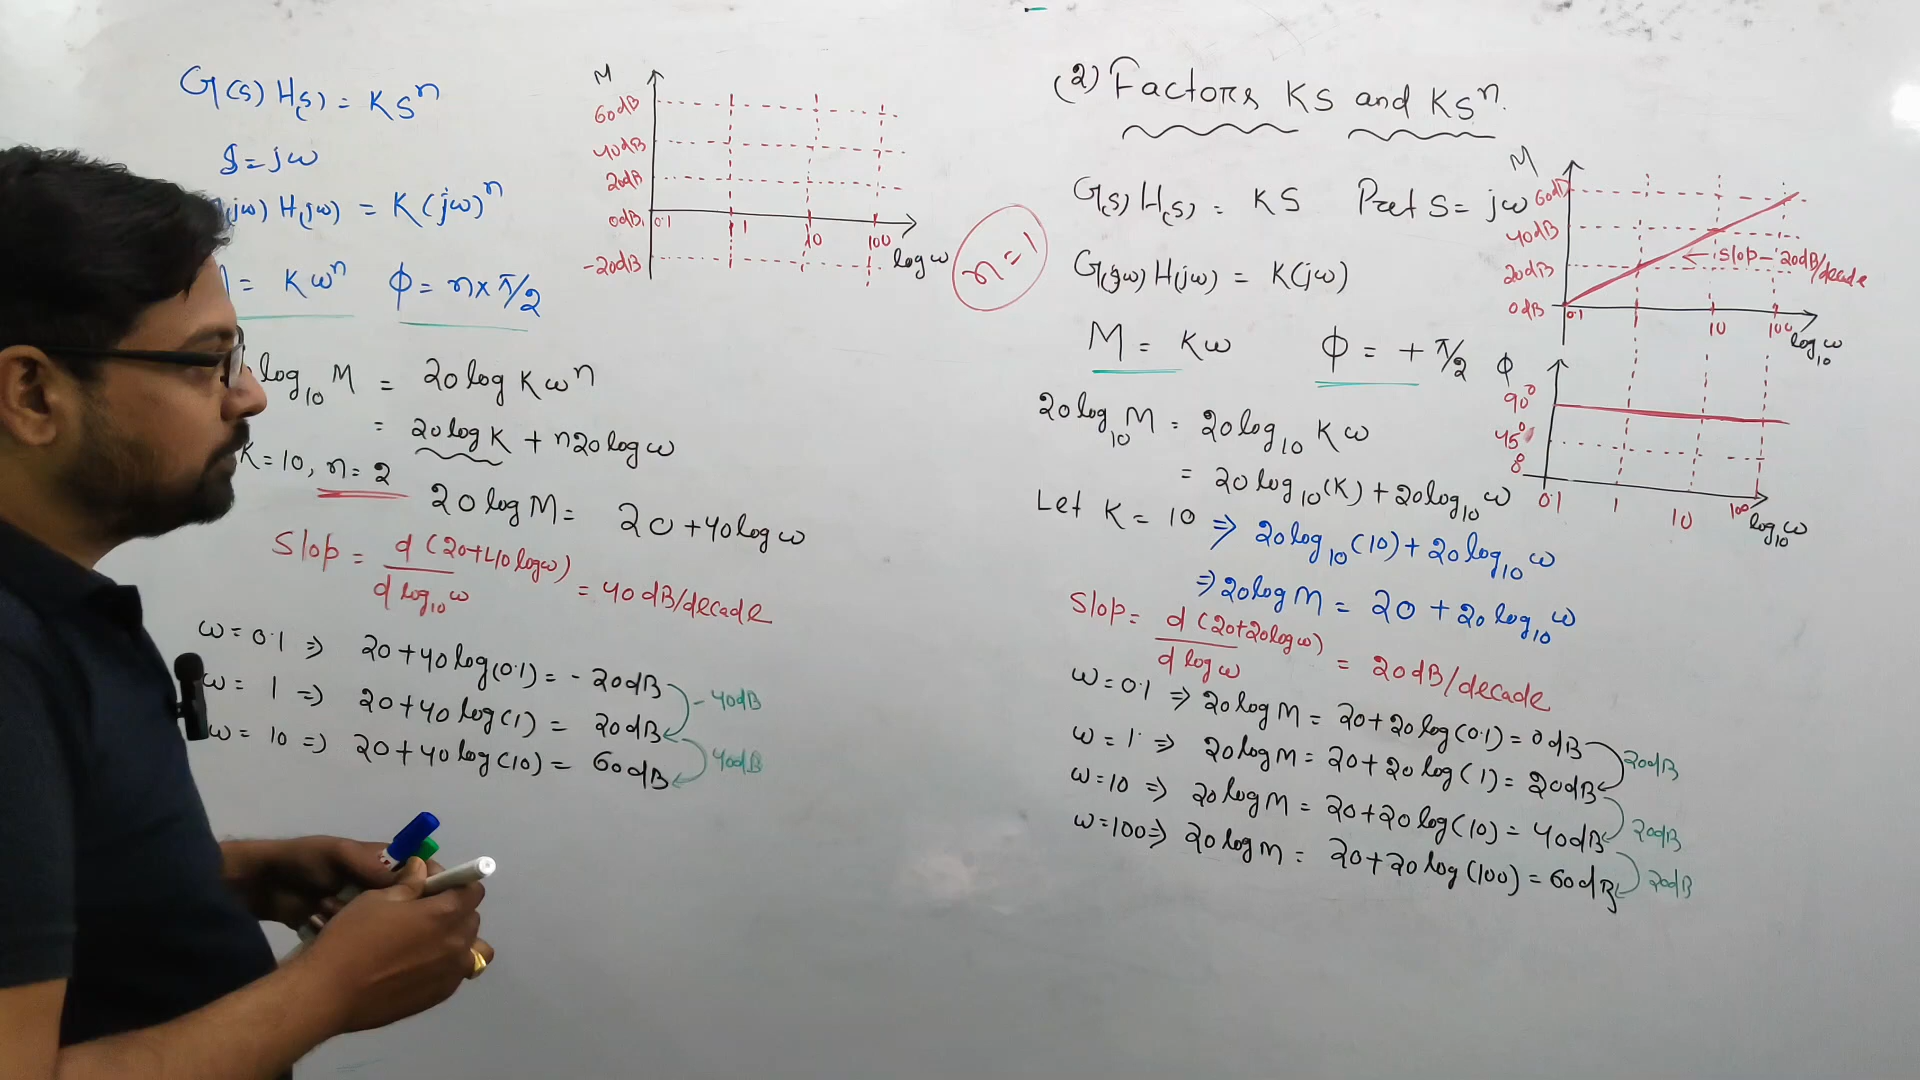 G(s) H(s) = KSⁿ
S = jω
(jω) H(jω) = K(jω)ⁿ
= Kωⁿ φ = n×π/2
log₁₀ M = 20 log Kωⁿ
= 20 log K + n20 log ω
K=10, n=2
20 log M = 20+40 log ω
Slop = d (20+40 log ω) / d log₁₀ ω = 40 dB/decade
ω = 0.1 ⇒ 20+40 log(0.1) = -20dB
-40dB
ω = 1 ⇒ 20+40 log(1) = 20dB
ω = 10 ⇒ 20+40 log(10) = 60dB
40dB
M
60dB
40dB
20dB
0dB
-20dB
0.1 1 10 100
log ω
n=1
(2) Factors KS and KSⁿ.
G(s) H(s) = KS Put S = jω
G(jω) H(jω) = K(jω)
M = Kω φ = + π/2
20 log₁₀ M = 20 log₁₀ Kω
= 20 log₁₀(K) + 20 log₁₀ ω
Let K = 10 ⇒ 20 log₁₀(10) + 20 log₁₀ ω
⇒ 20 log M = 20 + 20 log₁₀ ω
Slop = d (20+20 log ω) / d log ω = 20dB/decade
ω = 0.1 ⇒ 20 log M = 20+20 log(0.1) = 0dB
20dB
ω = 1 ⇒ 20 log M = 20+20 log(1) = 20dB
ω = 10 ⇒ 20 log M = 20+20 log(10) = 40dB
20dB
ω = 100 ⇒ 20 log M = 20+20 log(100) = 60dB
20dB
M
60dB
40dB
20dB
0dB
Slop – 20dB/decade
0.1 10 100
log₁₀ ω
φ
90°
45°
0.1 1 10 100
log₁₀ ω